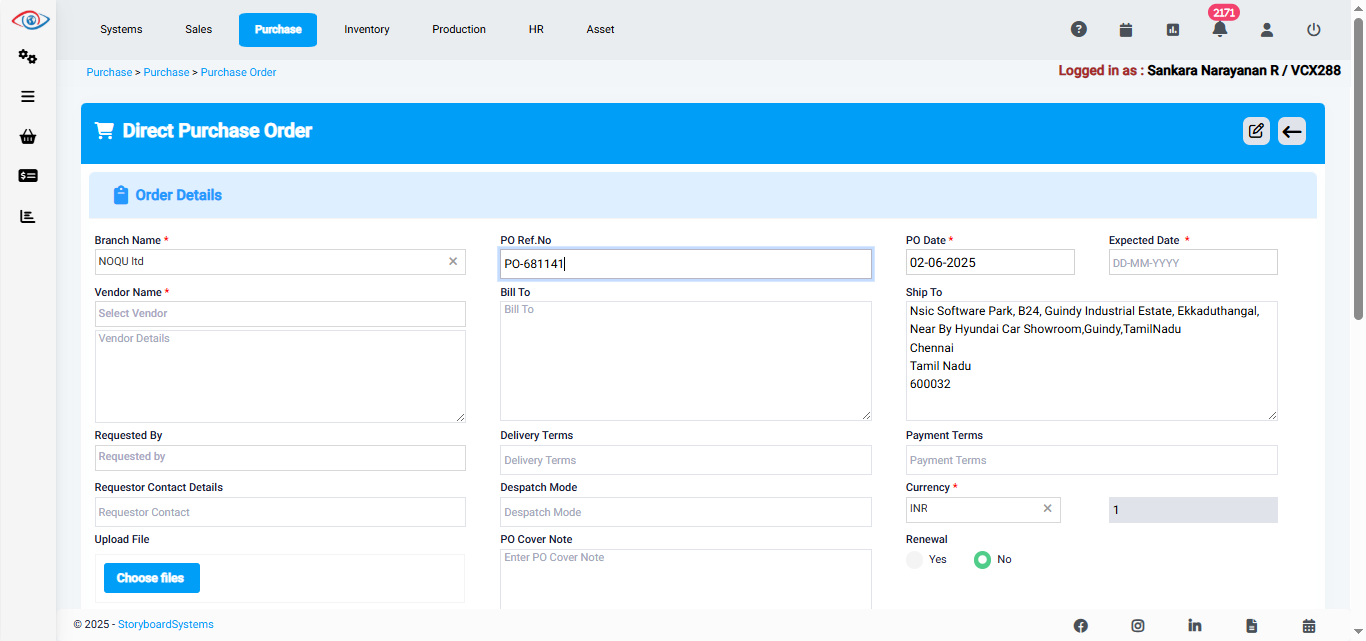 2171
Systems Sales Purchase Inventory Production HR Asset
Purchase > Purchase > Purchase Order
Logged in as : Sankara Narayanan R / VCX288
Direct Purchase Order
Order Details
Branch Name * PO Ref.No PO Date * Expected Date *
NOQU ltd PO-681141 02-06-2025 DD-MM-YYYY
Vendor Name * Bill To Ship To
Select Vendor
Vendor Details
Bill To
Nsic Software Park, B24, Guindy Industrial Estate, Ekkaduthangal,
Near By Hyundai Car Showroom,Guindy,TamilNadu
Chennai
Tamil Nadu
600032
Requested By Delivery Terms Payment Terms
Requested by Delivery Terms Payment Terms
Requestor Contact Details Despatch Mode Currency *
Requestor Contact Despatch Mode INR 1
Upload File PO Cover Note Renewal
Choose files Enter PO Cover Note Yes No
© 2025 - StoryboardSystems